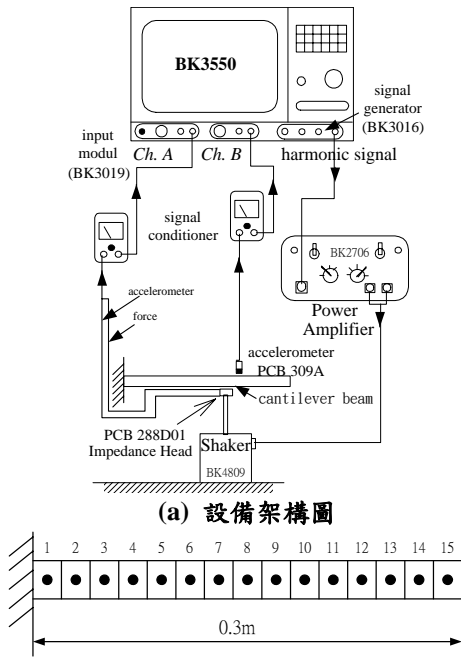 BK3550
signal
generator
(BK3016)
input
modul
(BK3019)
Ch. A
Ch. B
harmonic signal
signal
conditioner
BK2706
Power
Amplifier
accelerometer
force
accelerometer
PCB 309A
cantilever beam
PCB 288D01
Impedance Head
Shaker
BK4809
(a) 設備架構圖
1 2 3 4 5 6 7 8 9 10 11 12 13 14 15
0.3m